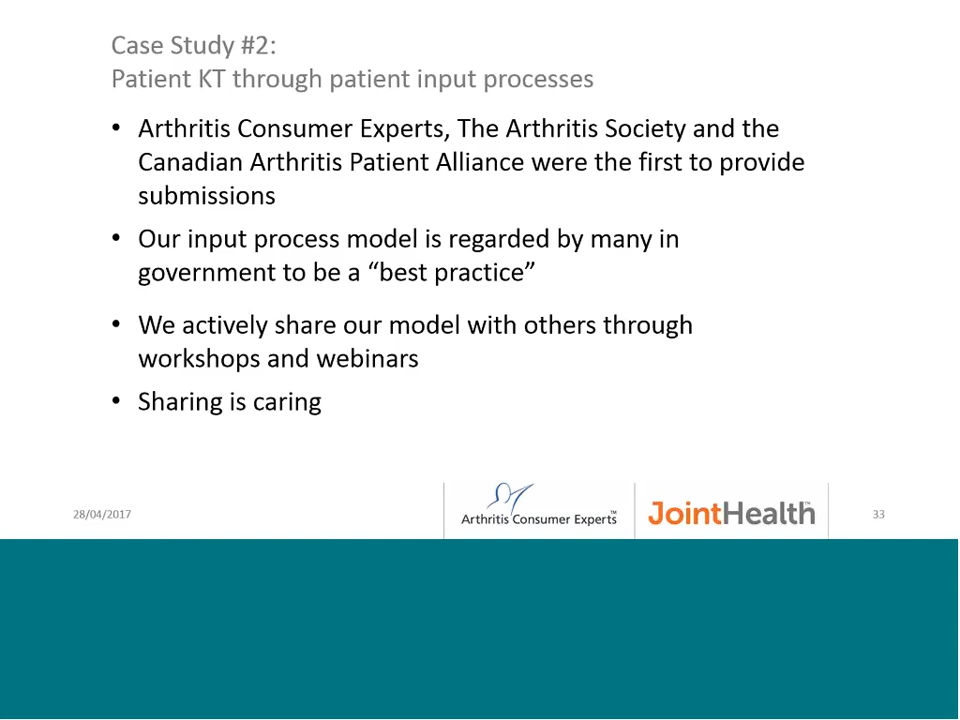 Case Study #2:
Patient KT through patient input processes
• Arthritis Consumer Experts, The Arthritis Society and the
Canadian Arthritis Patient Alliance were the first to provide
submissions
• Our input process model is regarded by many in
government to be a “best practice”
• We actively share our model with others through
workshops and webinars
• Sharing is caring
28/04/2017
Arthritis Consumer Experts™
JointHealth™
33